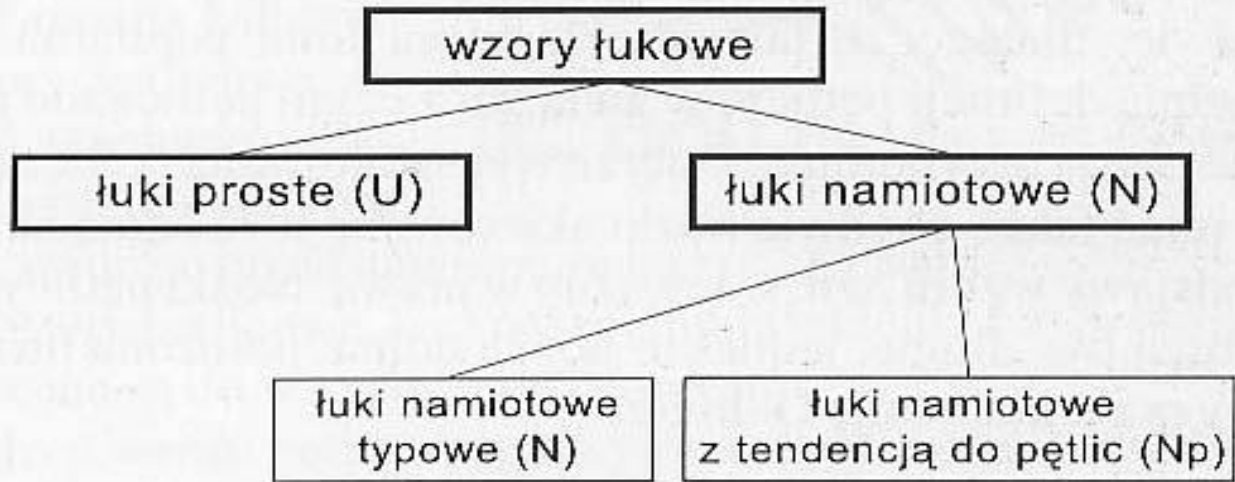 wzory łukowe
łuki proste (U)
łuki namiotowe (N)
łuki namiotowe
typowe (N)
łuki namiotowe
z tendencją do pętlic (Np)